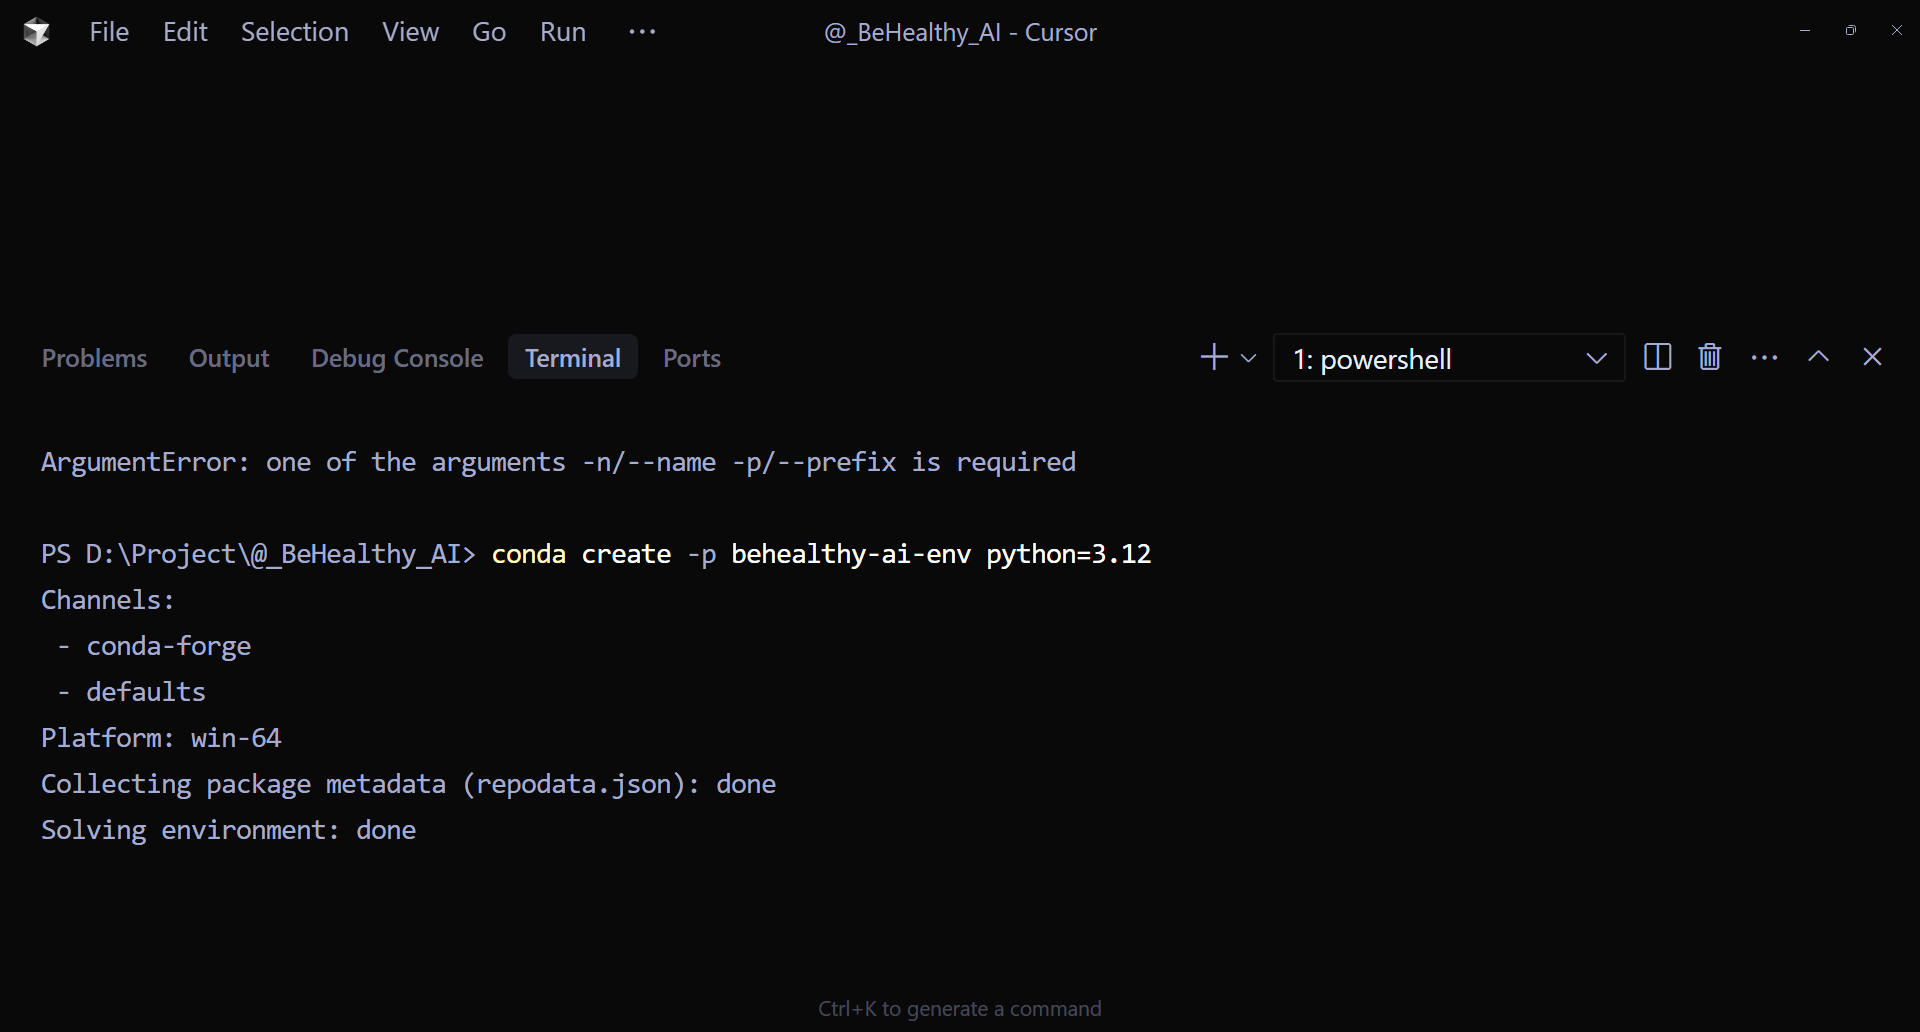 File Edit Selection View Go Run ··· @_BeHealthy_AI - Cursor
Problems Output Debug Console Terminal Ports 1: powershell
ArgumentError: one of the arguments -n/--name -p/--prefix is required
PS D:\Project\@_BeHealthy_AI> conda create -p behealthy-ai-env python=3.12
Channels:
 - conda-forge
 - defaults
Platform: win-64
Collecting package metadata (repodata.json): done
Solving environment: done
Ctrl+K to generate a command